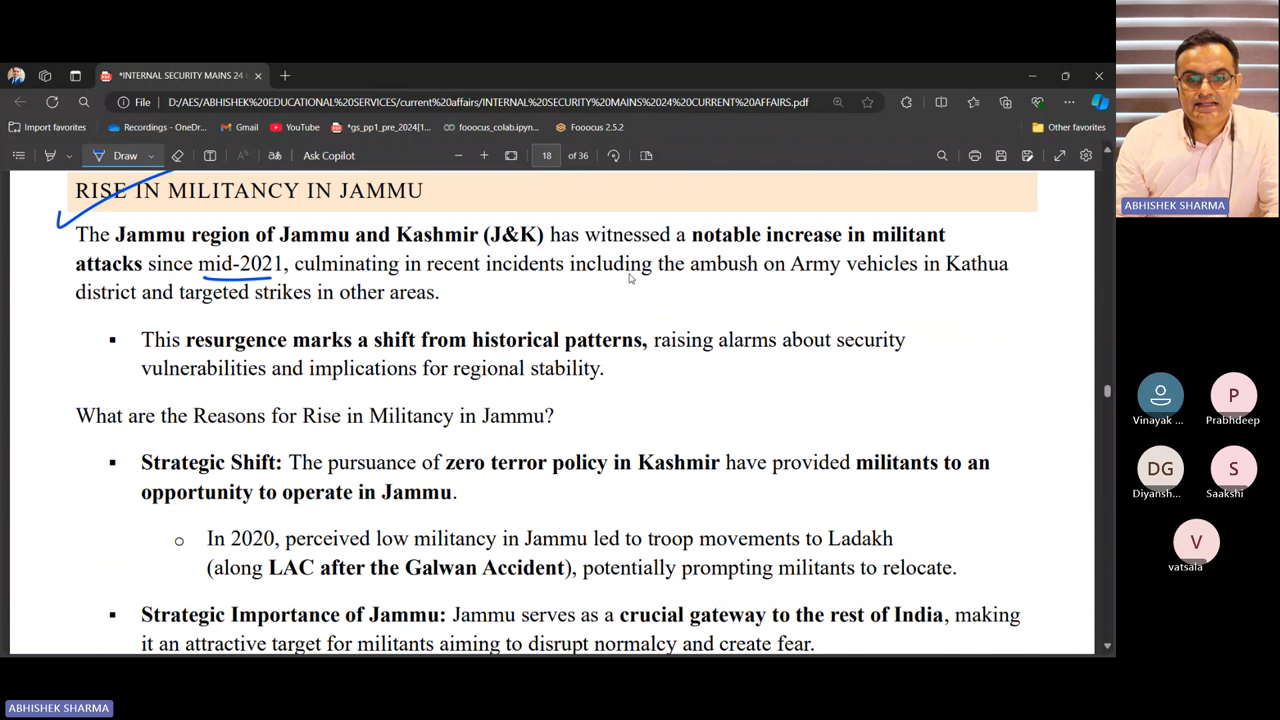 *INTERNAL SECURITY MAINS 24
File
D:/AES/ABHISHEK%20EDUCATIONAL%20SERVICES/current%20affairs/INTERNAL%20SECURITY%20MAINS%202024%20CURRENT%20AFFAIRS.pdf
Import favorites
Recordings - OneDr...
Gmail
YouTube
*gs_pp1_pre_2024[1...
fooocus_colab.ipyn...
Fooocus 2.5.2
Other favorites
Draw
Ask Copilot
18 of 36
RISE IN MILITANCY IN JAMMU
The Jammu region of Jammu and Kashmir (J&K) has witnessed a notable increase in militant
attacks since mid-2021, culminating in recent incidents including the ambush on Army vehicles in Kathua
district and targeted strikes in other areas.
▪ This resurgence marks a shift from historical patterns, raising alarms about security
vulnerabilities and implications for regional stability.
What are the Reasons for Rise in Militancy in Jammu?
▪ Strategic Shift: The pursuance of zero terror policy in Kashmir have provided militants to an
opportunity to operate in Jammu.
o In 2020, perceived low militancy in Jammu led to troop movements to Ladakh
(along LAC after the Galwan Accident), potentially prompting militants to relocate.
▪ Strategic Importance of Jammu: Jammu serves as a crucial gateway to the rest of India, making
it an attractive target for militants aiming to disrupt normalcy and create fear.
ABHISHEK SHARMA
Vinayak ...
P
Prabhdeep
DG
Diyansh...
S
Saakshi
V
vatsala
ABHISHEK SHARMA